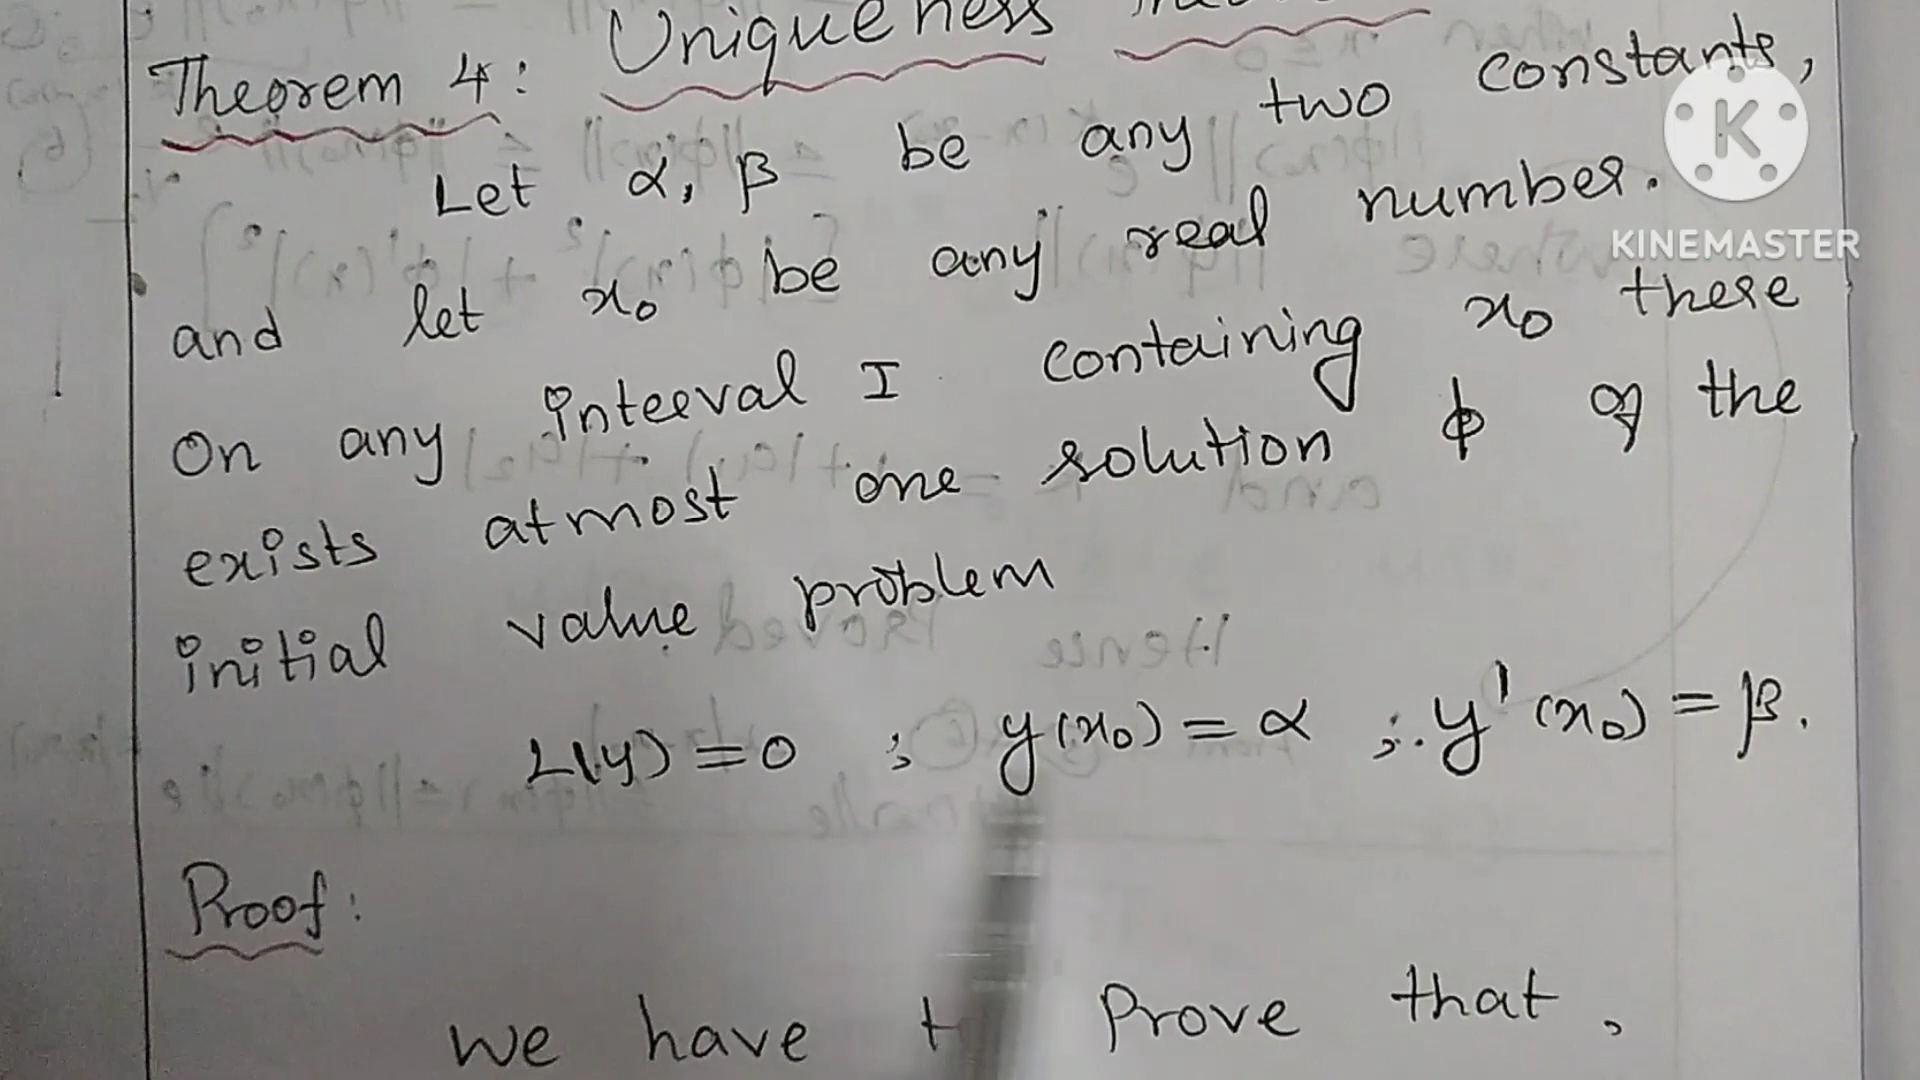 Theorem 4: Uniqueness
Let α, β be any two constants,
and let x₀ be any real number.
On any interval I containing x₀ there
exists atmost one solution ϕ of the
initial value problem
L(y) = 0 ; y(x₀) = α ; y'(x₀) = β.
Proof:
We have prove that,
K
KINEMASTER